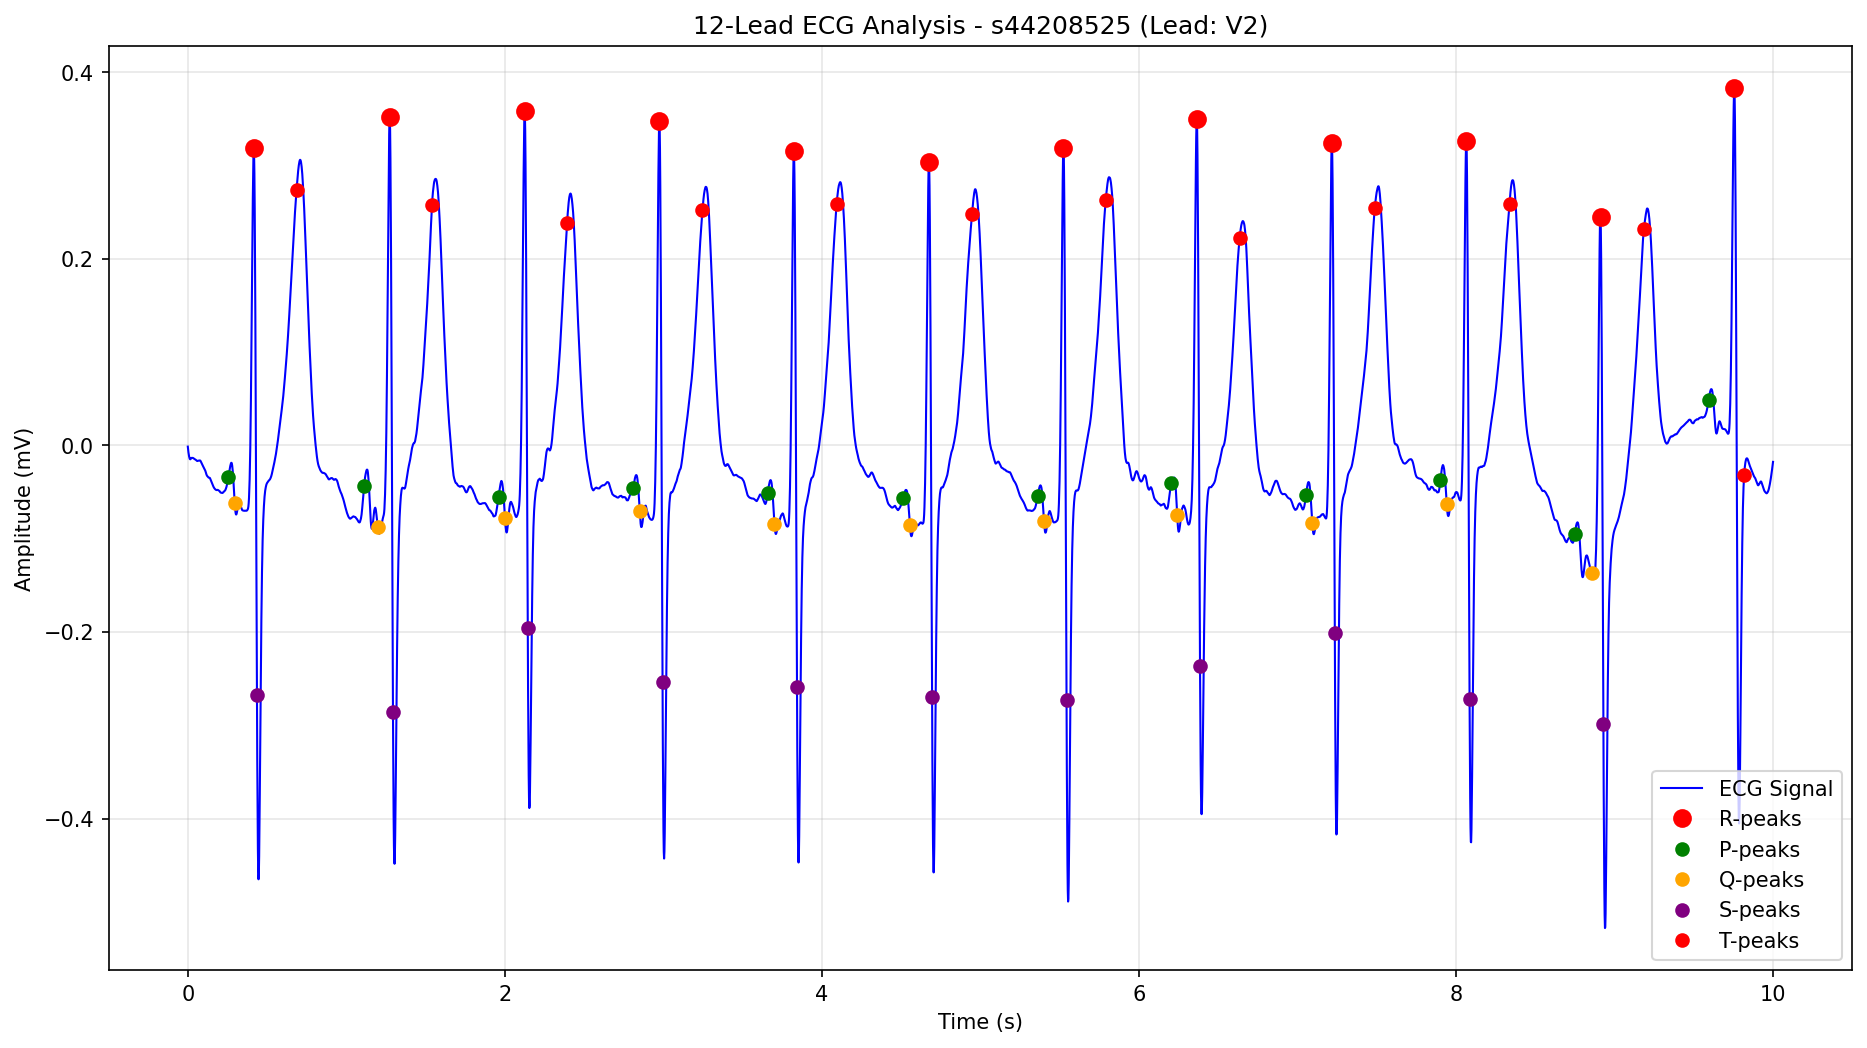 12-Lead ECG Analysis - s44208525 (Lead: V2)
Amplitude (mV)
0.4
0.2
0.0
−0.2
−0.4
0 2 4 6 8 10
Time (s)
ECG Signal
R-peaks
P-peaks
Q-peaks
S-peaks
T-peaks